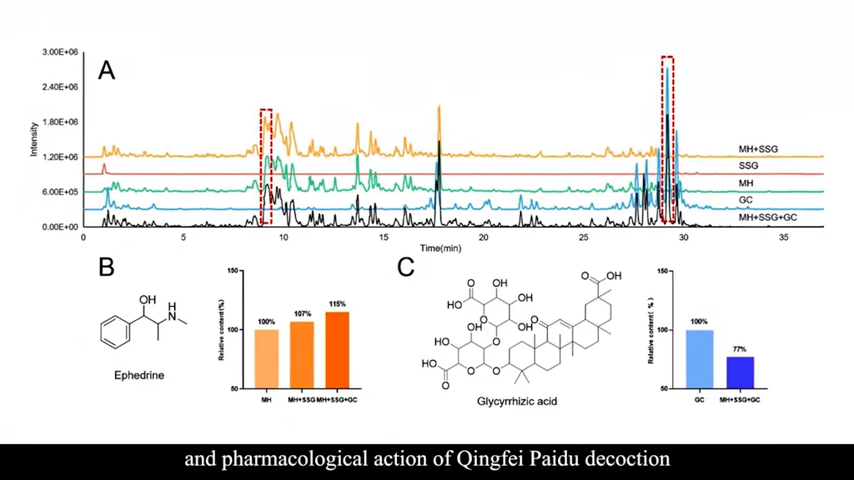 A
3.00E+06
2.40E+06
1.80E+06
1.20E+06
6.00E+05
0.00E+00
Intensity
MH+SSG
SSG
MH
GC
MH+SSG+GC
0 5 10 15 20 25 30 35
Time(min)
B
OH
H
N
Ephedrine
Relative content(%)
150
100
50
100%
107%
115%
MH MH+SSG MH+SSG+GC
C
O
OH
O
OH
HO
OH
O
OH
O
OH
O
OH
HO
O
HO
O
O
O
Glycyrrhizic acid
Relative content( % )
150
100
50
100%
77%
GC MH+SSG+GC
and pharmacological action of Qingfei Paidu decoction